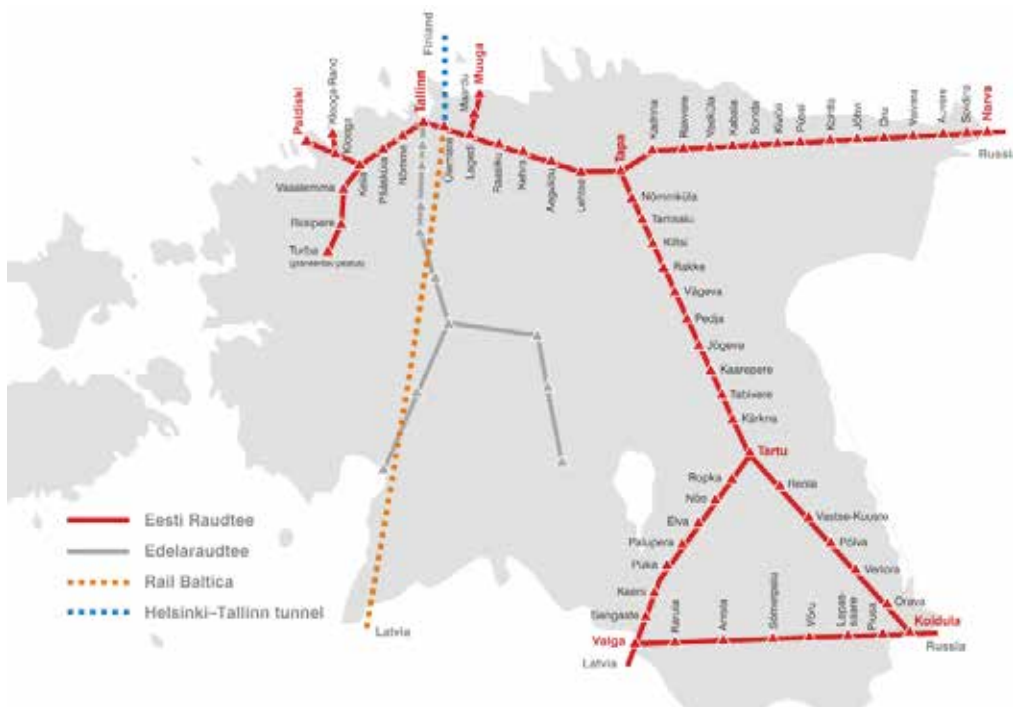 Finland
Paldiski
Klooga-Rand
Klooga
Tallinn
Maardu
Muuga
Keila
Pääsküla
Nõmme
Ülemiste
Lagedi
Raasiku
Kehra
Aegviidu
Lehtse
Tapa
Kadrina
Rakvere
Vaeküla
Kabala
Sonda
Kiviõli
Püssi
Kohtla
Jõhvi
Oru
Vaivara
Auvere
Soldina
Narva
Russia
Vasalemma
Riisipere
Turba
Nõmmküla
Tamsalu
Kiltsi
Rakke
Vägeva
Pedja
Jõgeva
Kaarepere
Tabivere
Kärkna
Tartu
Ropka
Nõo
Elva
Palupera
Puka
Keeni
Sangaste
Valga
Latvia
Reola
Vastse-Kuuste
Põlva
Veriora
Orava
Koidula
Russia
Karula
Antsla
Sõmerpalu
Võru
Lepassaare
Piusa
Eesti Raudtee
Edelaraudtee
Rail Baltica
Helsinki–Tallinn tunnel
Latvia